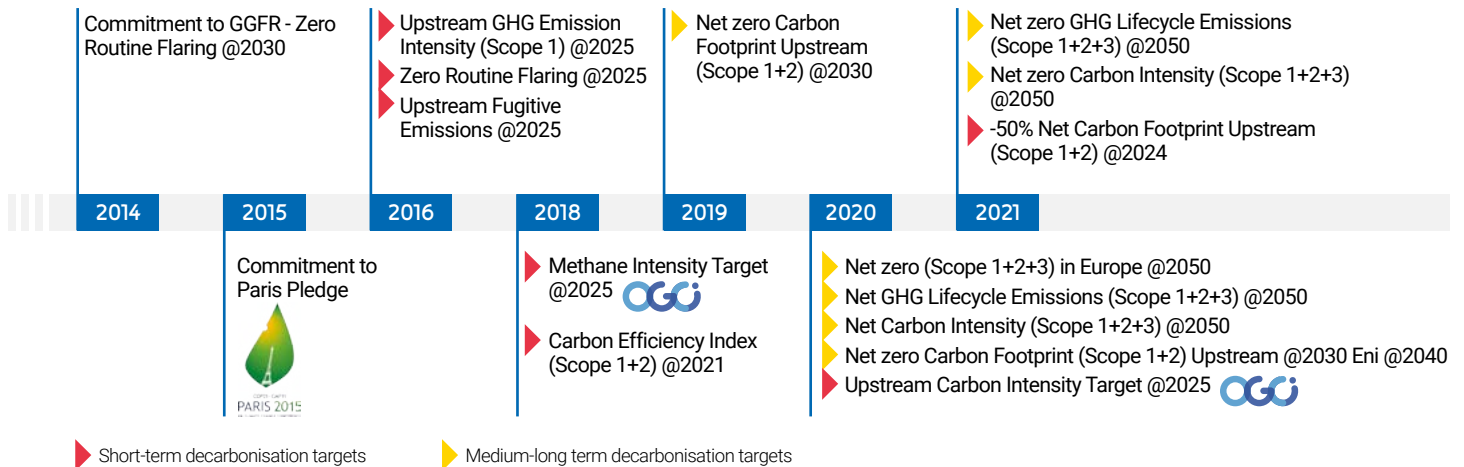 Commitment to GGFR - Zero
Routine Flaring @2030
Upstream GHG Emission
Intensity (Scope 1) @2025
Zero Routine Flaring @2025
Upstream Fugitive
Emissions @2025
Net zero Carbon
Footprint Upstream
(Scope 1+2) @2030
Net zero GHG Lifecycle Emissions
(Scope 1+2+3) @2050
Net zero Carbon Intensity (Scope 1+2+3)
@2050
-50% Net Carbon Footprint Upstream
(Scope 1+2) @2024
2014
2015
2016
2018
2019
2020
2021
Commitment to
Paris Pledge
PARIS 2015
Methane Intensity Target
@2025 OGCi
Carbon Efficiency Index
(Scope 1+2) @2021
Net zero (Scope 1+2+3) in Europe @2050
Net GHG Lifecycle Emissions (Scope 1+2+3) @2050
Net Carbon Intensity (Scope 1+2+3) @2050
Net zero Carbon Footprint (Scope 1+2) Upstream @2030 Eni @2040
Upstream Carbon Intensity Target @2025 OGCi
Short-term decarbonisation targets
Medium-long term decarbonisation targets